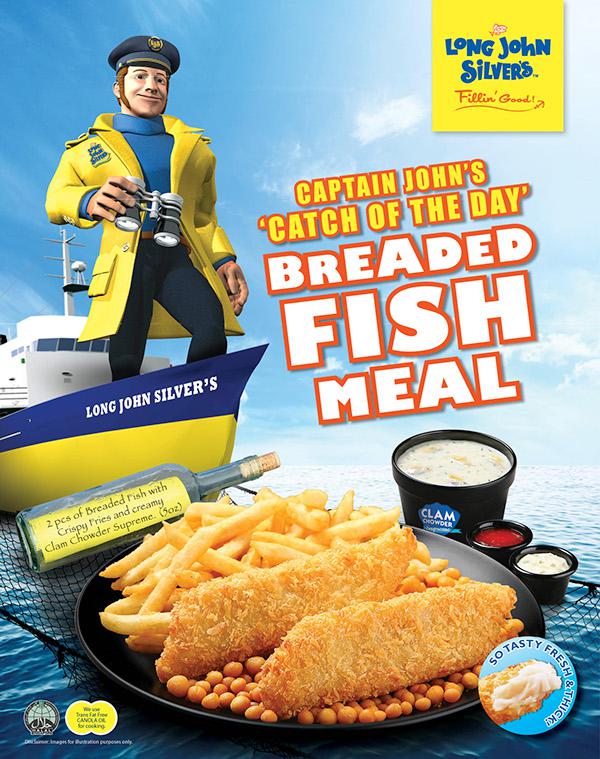 LONG JOHN
SILVER'S™
Fillin' Good!
CAPTAIN JOHN'S
'CATCH OF THE DAY'
BREADED
FISH
MEAL
LONG JOHN SILVER'S
2 pcs of Breaded Fish with
Crispy Fries and creamy
Clam Chowder Supreme. (5oz)
CLAM
CHOWDER
SO TASTY FRESH & THICK!
HALAL
We use
Trans Fat Free
CANOLA OIL
for cooking.
Disclaimer: Images for illustration purposes only.